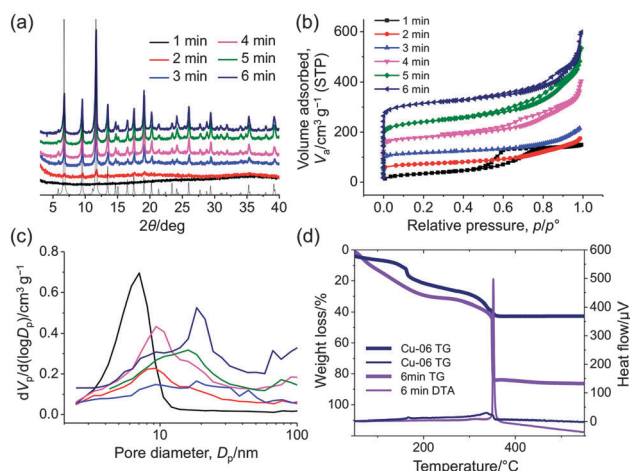 (a)
1 min 4 min
2 min 5 min
3 min 6 min
5 10 15 20 25 30 35 40
2θ/deg
(b)
Volume adsorbed,
Va/cm³ g⁻¹ (STP)
600
400
200
0
1 min
2 min
3 min
4 min
5 min
6 min
0.0 0.2 0.4 0.6 0.8 1.0
Relative pressure, p/p°
(c)
dVp/d(logDp)/cm³ g⁻¹
0.8
0.6
0.4
0.2
0.0
10 100
Pore diameter, Dp/nm
(d)
Weight loss/%
0
20
40
60
80
100
Cu-06 TG
Cu-06 TG
6min TG
6 min DTA
600
500
400
300
200
100
0
Heat flow/µV
200 400
Temperature/°C